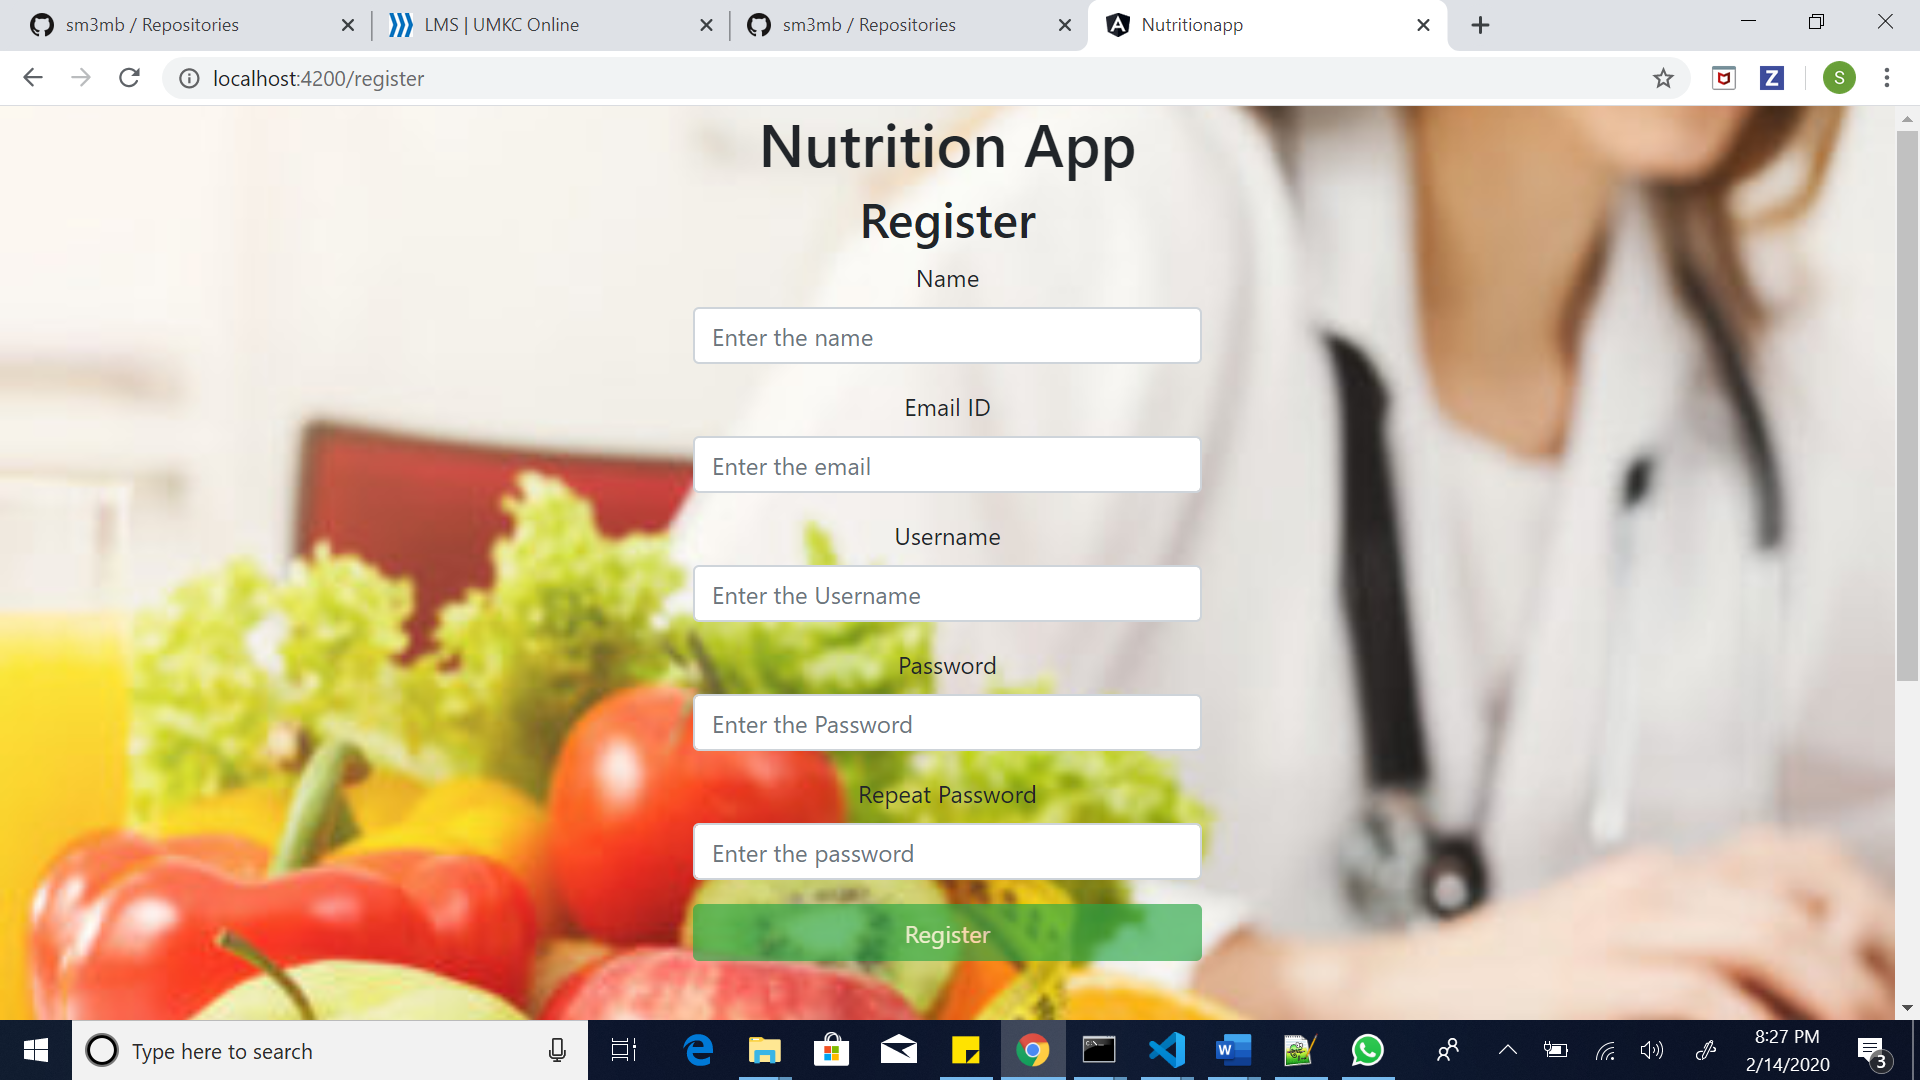 sm3mb / Repositories
LMS | UMKC Online
sm3mb / Repositories
Nutritionapp
localhost:4200/register
S
Nutrition App
Register
Name
Enter the name
Email ID
Enter the email
Username
Enter the Username
Password
Enter the Password
Repeat Password
Enter the password
Register
Type here to search
8:27 PM
2/14/2020
3